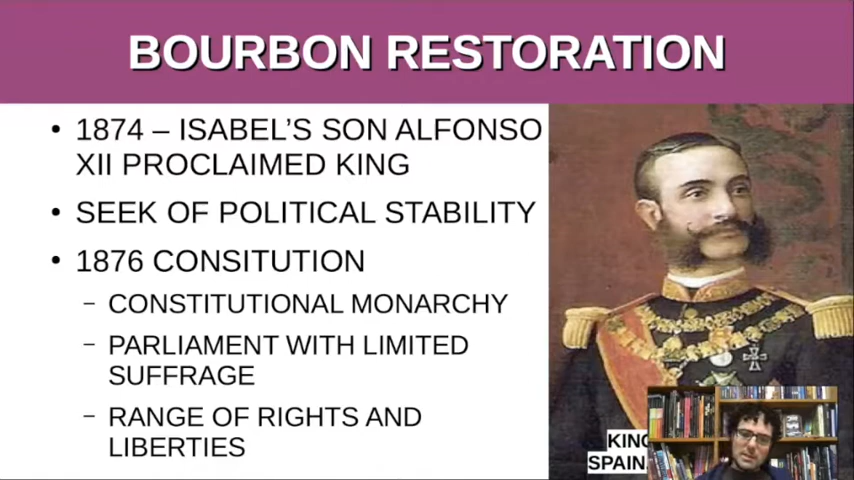 BOURBON RESTORATION
• 1874 – ISABEL'S SON ALFONSO
XII PROCLAIMED KING
• SEEK OF POLITICAL STABILITY
• 1876 CONSITUTION
– CONSTITUTIONAL MONARCHY
– PARLIAMENT WITH LIMITED
SUFFRAGE
– RANGE OF RIGHTS AND
LIBERTIES
SPAIN